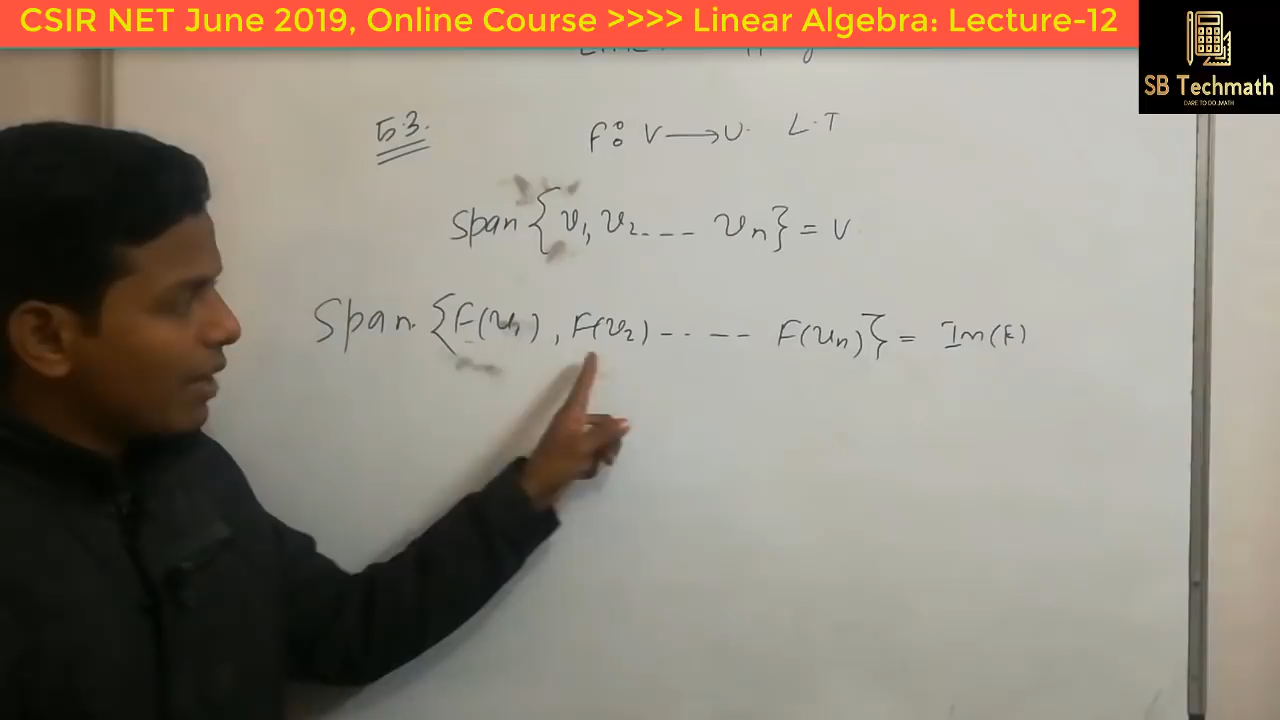 CSIR NET June 2019, Online Course >>>> Linear Algebra: Lecture-12
SB Techmath
DARE TO DO..MATH
5.3. F: V → U. L.T
Span {v1, v2---- vn} = V
Span. {F(v1), F(v2)------ F(vn)} = Im(F)